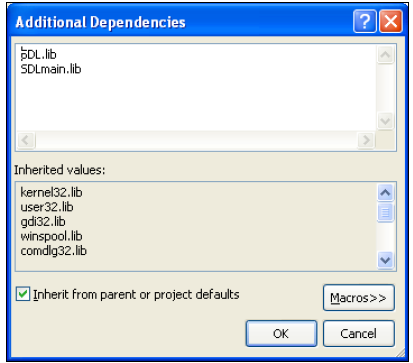 Additional Dependencies
SDL.lib
SDLmain.lib
Inherited values:
kernel32.lib
user32.lib
gdi32.lib
winspool.lib
comdlg32.lib
Inherit from parent or project defaults
Macros>>
OK
Cancel